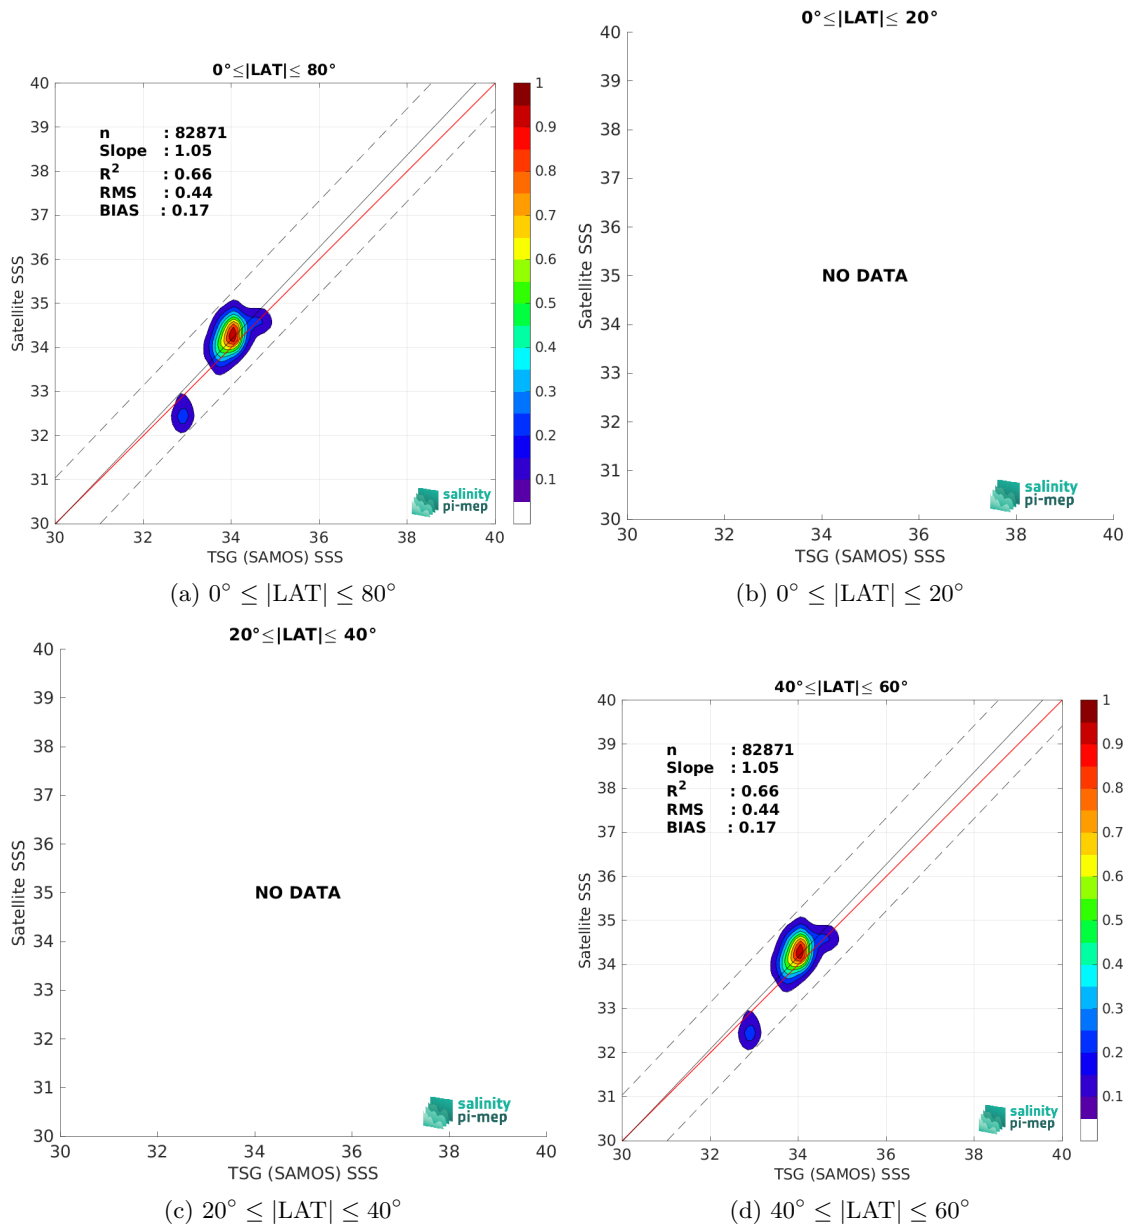 0°≤|LAT|≤ 80°
40
39
38
37
36
35
34
33
32
31
30
Satellite SSS
n : 82871
Slope : 1.05
R² : 0.66
RMS : 0.44
BIAS : 0.17
salinity
pi-mep
30 32 34 36 38 40
TSG (SAMOS) SSS
1
0.9
0.8
0.7
0.6
0.5
0.4
0.3
0.2
0.1
(a) 0° ≤ |LAT| ≤ 80°
0°≤|LAT|≤ 20°
40
39
38
37
36
35
34
33
32
31
30
Satellite SSS
NO DATA
salinity
pi-mep
30 32 34 36 38 40
TSG (SAMOS) SSS
(b) 0° ≤ |LAT| ≤ 20°
20°≤|LAT|≤ 40°
40
39
38
37
36
35
34
33
32
31
30
Satellite SSS
NO DATA
salinity
pi-mep
30 32 34 36 38 40
TSG (SAMOS) SSS
(c) 20° ≤ |LAT| ≤ 40°
40°≤|LAT|≤ 60°
40
39
38
37
36
35
34
33
32
31
30
Satellite SSS
n : 82871
Slope : 1.05
R² : 0.66
RMS : 0.44
BIAS : 0.17
salinity
pi-mep
30 32 34 36 38 40
TSG (SAMOS) SSS
1
0.9
0.8
0.7
0.6
0.5
0.4
0.3
0.2
0.1
(d) 40° ≤ |LAT| ≤ 60°